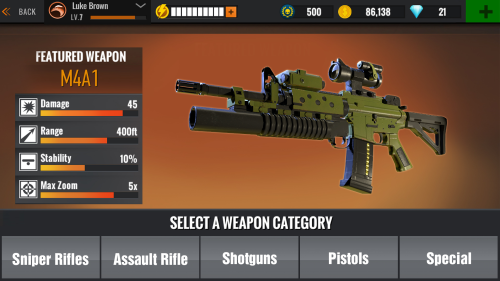 BACK
Luke Brown
LV.7
500
86,138
21
FEATURED WEAPON
M4A1
Damage 45
Range 400ft
Stability 10%
Max Zoom 5x
SELECT A WEAPON CATEGORY
Sniper Rifles
Assault Rifle
Shotguns
Pistols
Special